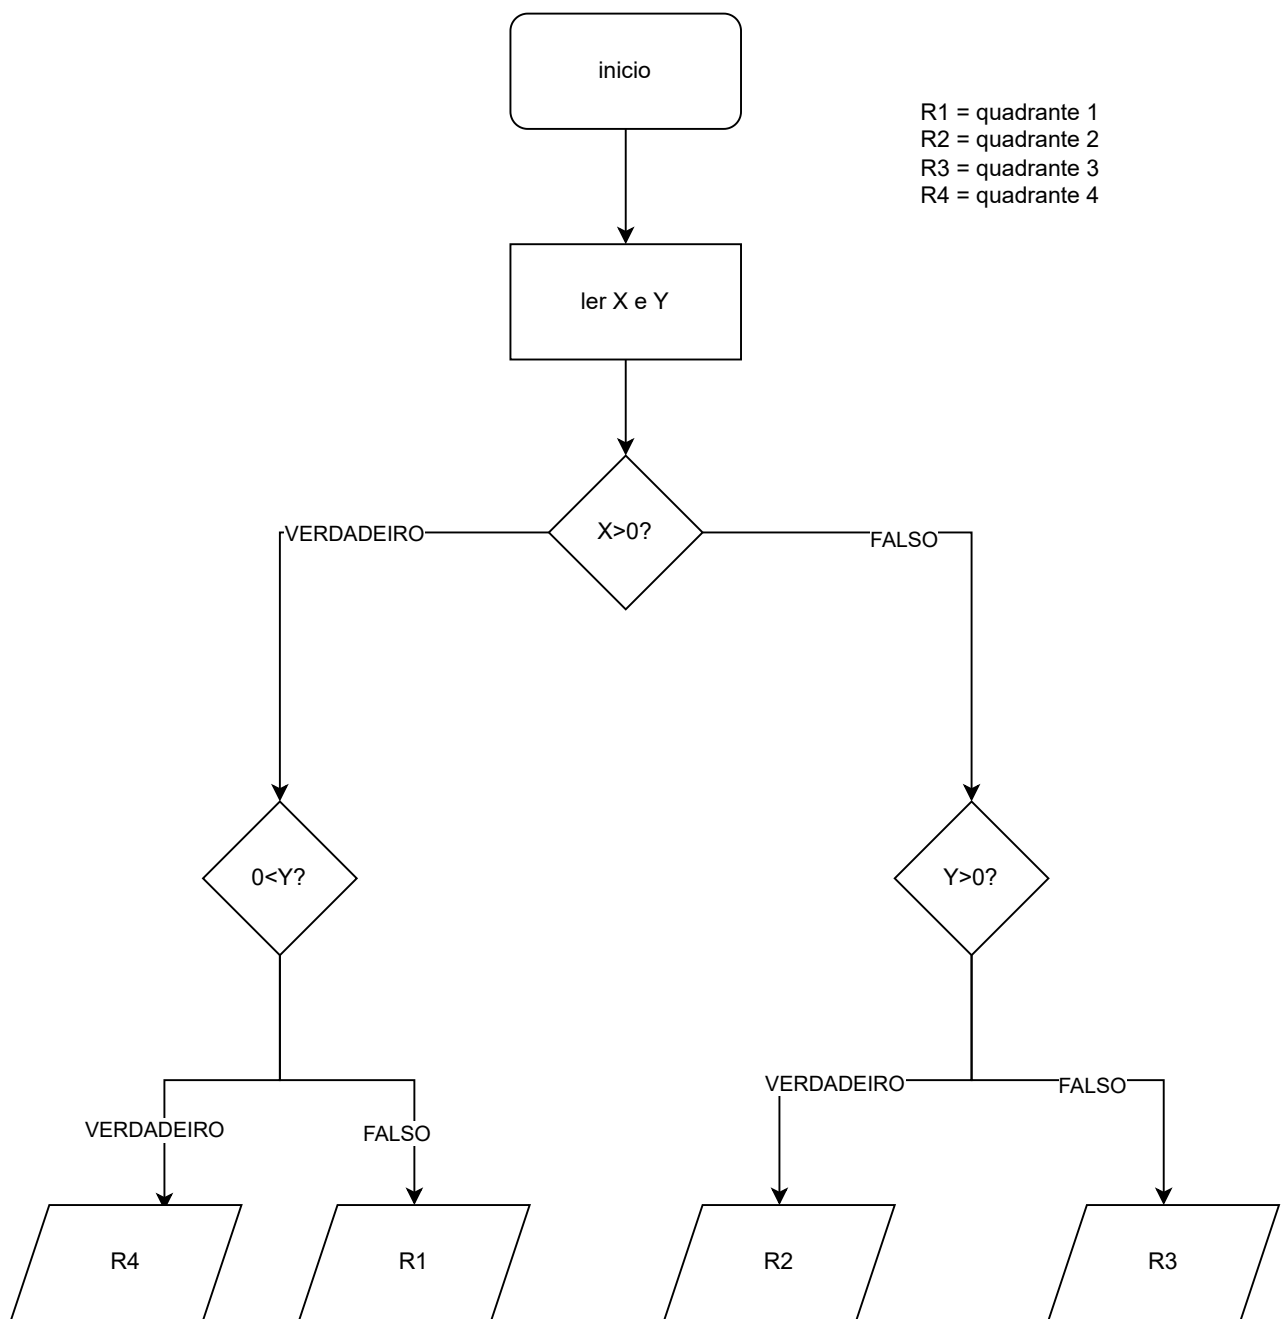 inicio
R1 = quadrante 1
R2 = quadrante 2
R3 = quadrante 3
R4 = quadrante 4
ler X e Y
X>0?
VERDADEIRO
FALSO
0<Y?
Y>0?
VERDADEIRO
FALSO
VERDADEIRO
FALSO
R4
R1
R2
R3